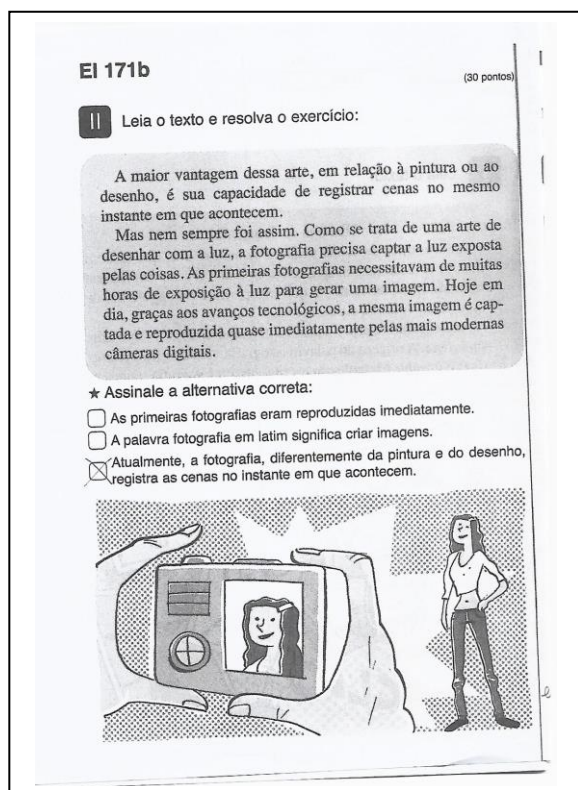 EI 171b
(30 pontos)
II Leia o texto e resolva o exercício:
A maior vantagem dessa arte, em relação à pintura ou ao
desenho, é sua capacidade de registrar cenas no mesmo
instante em que acontecem.
Mas nem sempre foi assim. Como se trata de uma arte de
desenhar com a luz, a fotografia precisa captar a luz exposta
pelas coisas. As primeiras fotografias necessitavam de muitas
horas de exposição à luz para gerar uma imagem. Hoje em
dia, graças aos avanços tecnológicos, a mesma imagem é cap-
tada e reproduzida quase imediatamente pelas mais modernas
câmeras digitais.
★ Assinale a alternativa correta:
As primeiras fotografias eram reproduzidas imediatamente.
A palavra fotografia em latim significa criar imagens.
Atualmente, a fotografia, diferentemente da pintura e do desenho,
registra as cenas no instante em que acontecem.